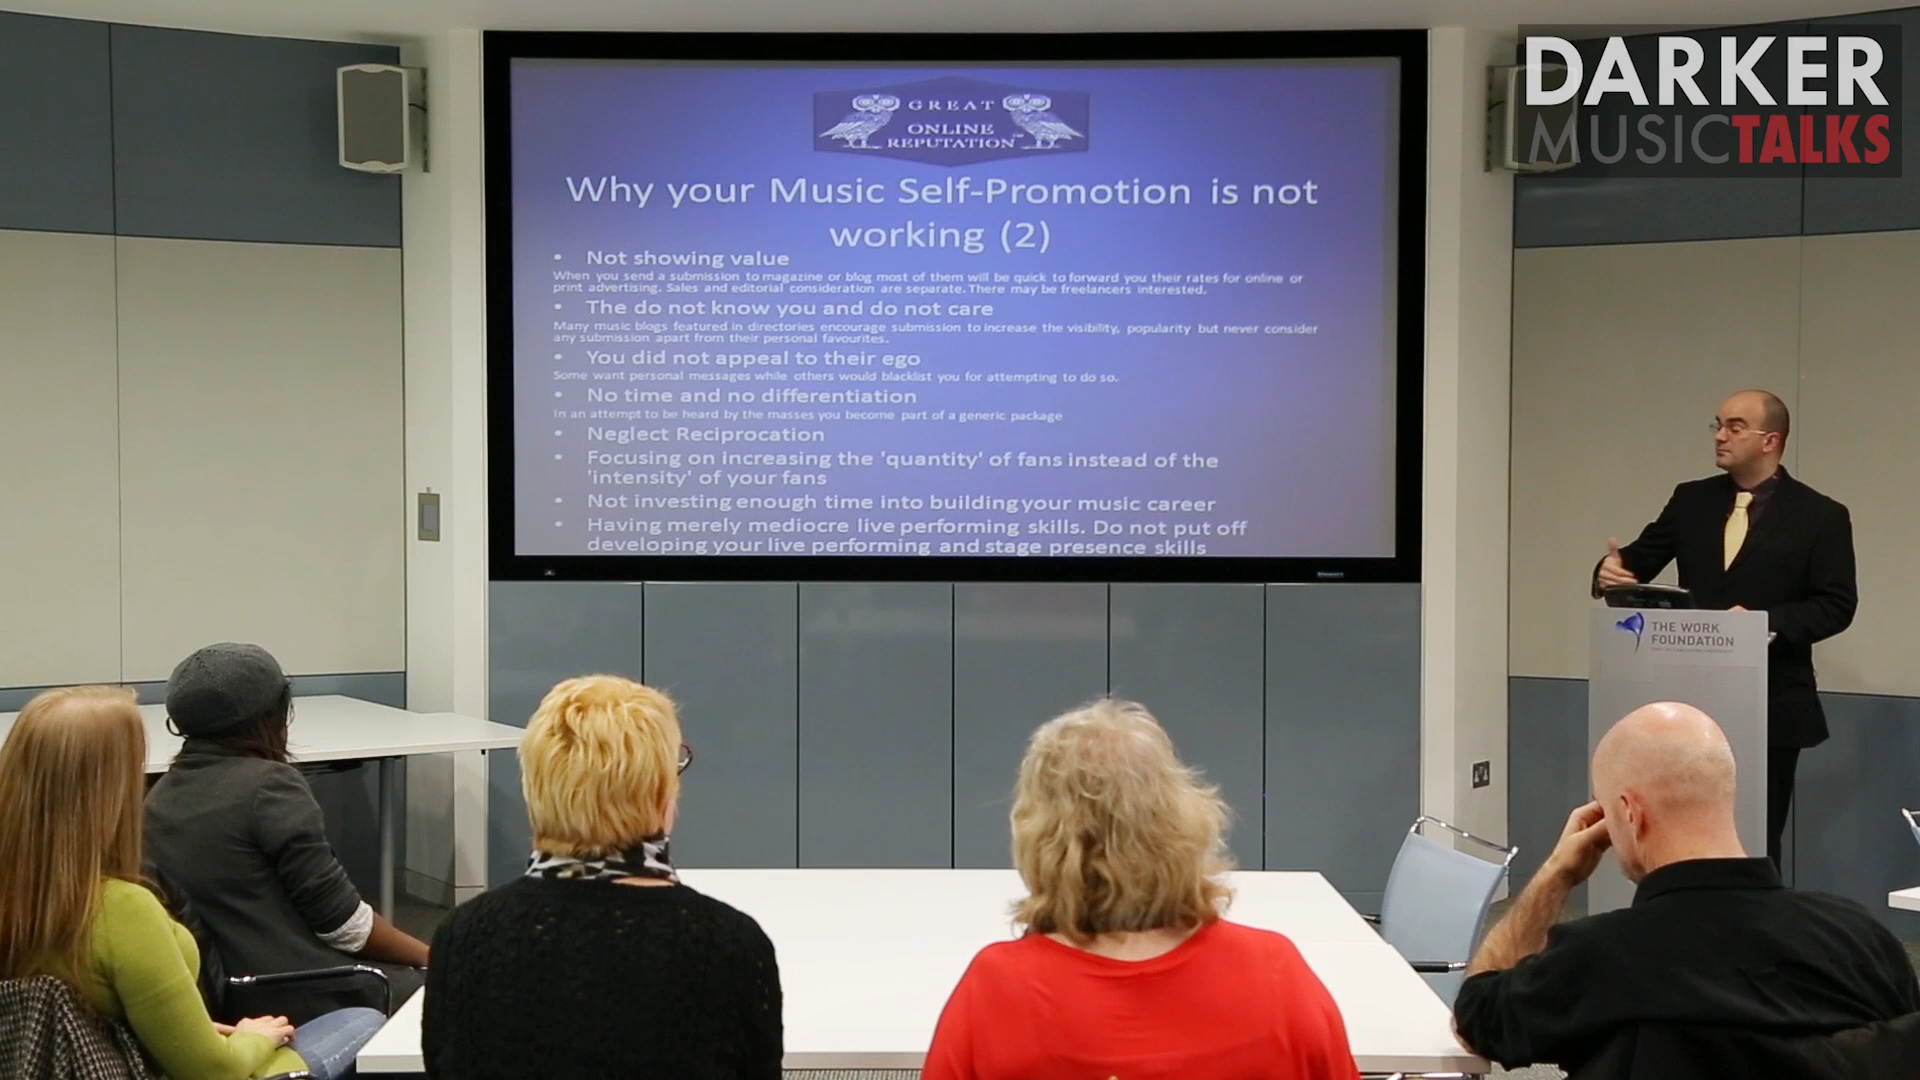 DARKER
MUSICTALKS
GREAT
ONLINE
REPUTATION
Why your Music Self-Promotion is not
working (2)
• Not showing value
When you send a submission to magazine or blog most of them will be quick to forward you their rates for online or
print advertising. Sales and editorial consideration are separate. There may be freelancers interested.
• The do not know you and do not care
Many music blogs featured in directories encourage submission to increase the visibility, popularity but never consider
any submission apart from their personal favourites.
• You did not appeal to their ego
Some want personal messages while others would blacklist you for attempting to do so.
• No time and no differentiation
In an attempt to be heard by the masses you become part of a generic package
• Neglect Reciprocation
• Focusing on increasing the 'quantity' of fans instead of the
'intensity' of your fans
• Not investing enough time into building your music career
• Having merely mediocre live performing skills. Do not put off
developing your live performing and stage presence skills
THE WORK
FOUNDATION